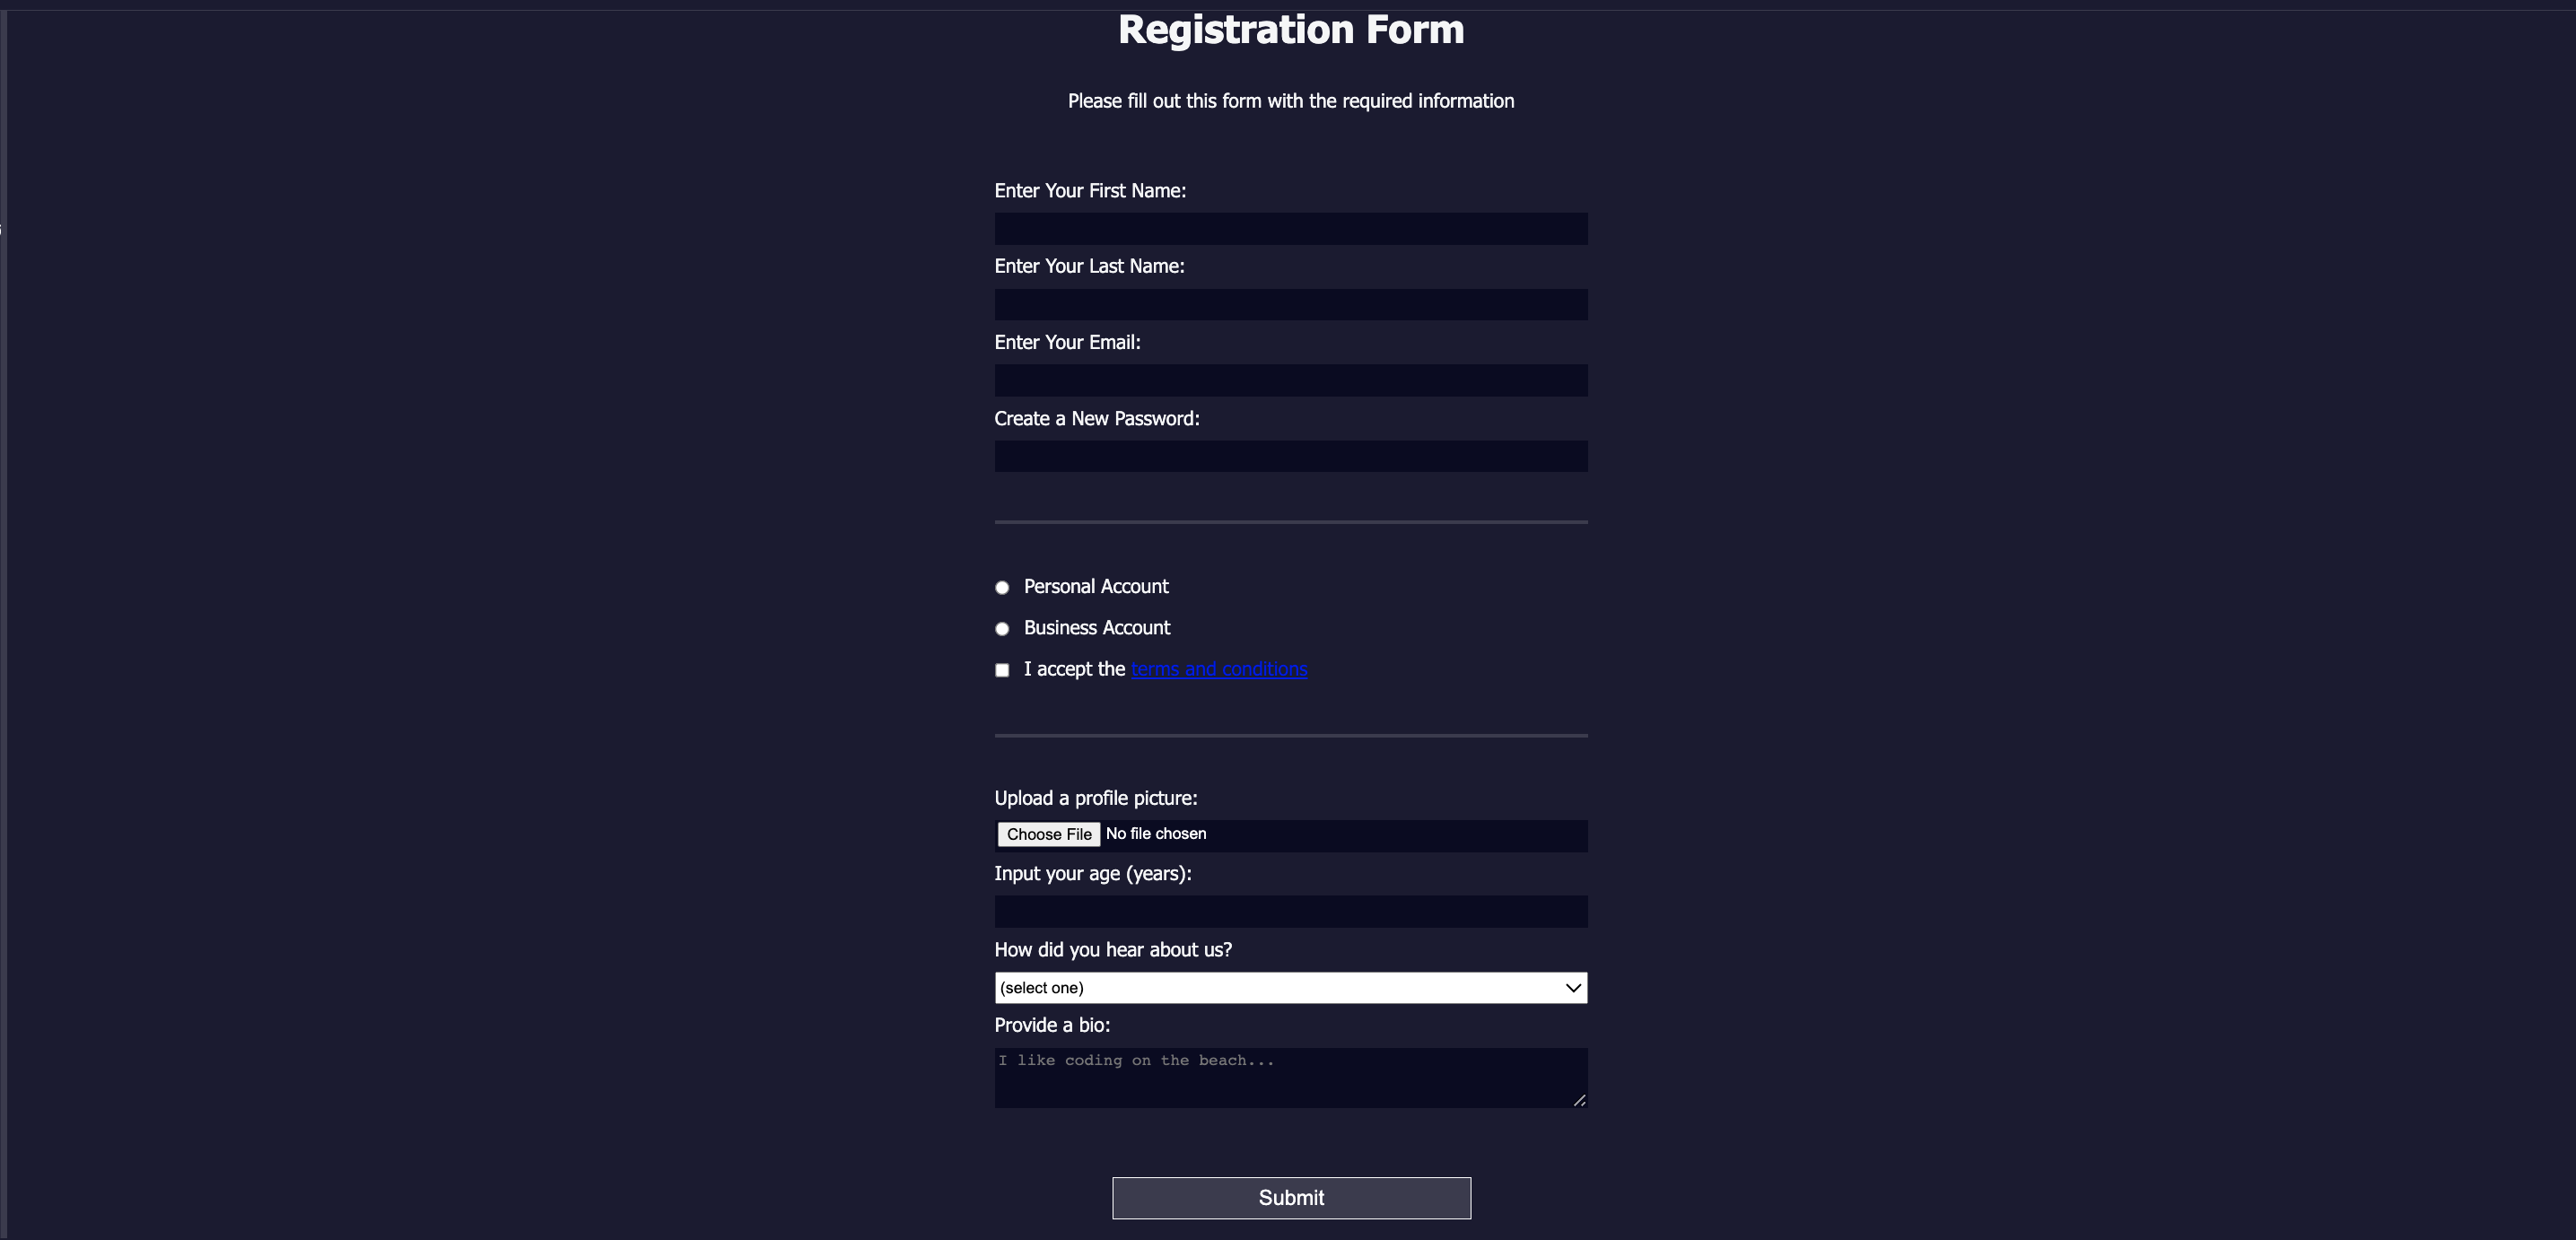 Registration Form
Please fill out this form with the required information
Enter Your First Name:
Enter Your Last Name:
Enter Your Email:
Create a New Password:
Personal Account
Business Account
I accept the terms and conditions
Upload a profile picture:
Choose File No file chosen
Input your age (years):
How did you hear about us?
(select one)
Provide a bio:
I like coding on the beach...
Submit